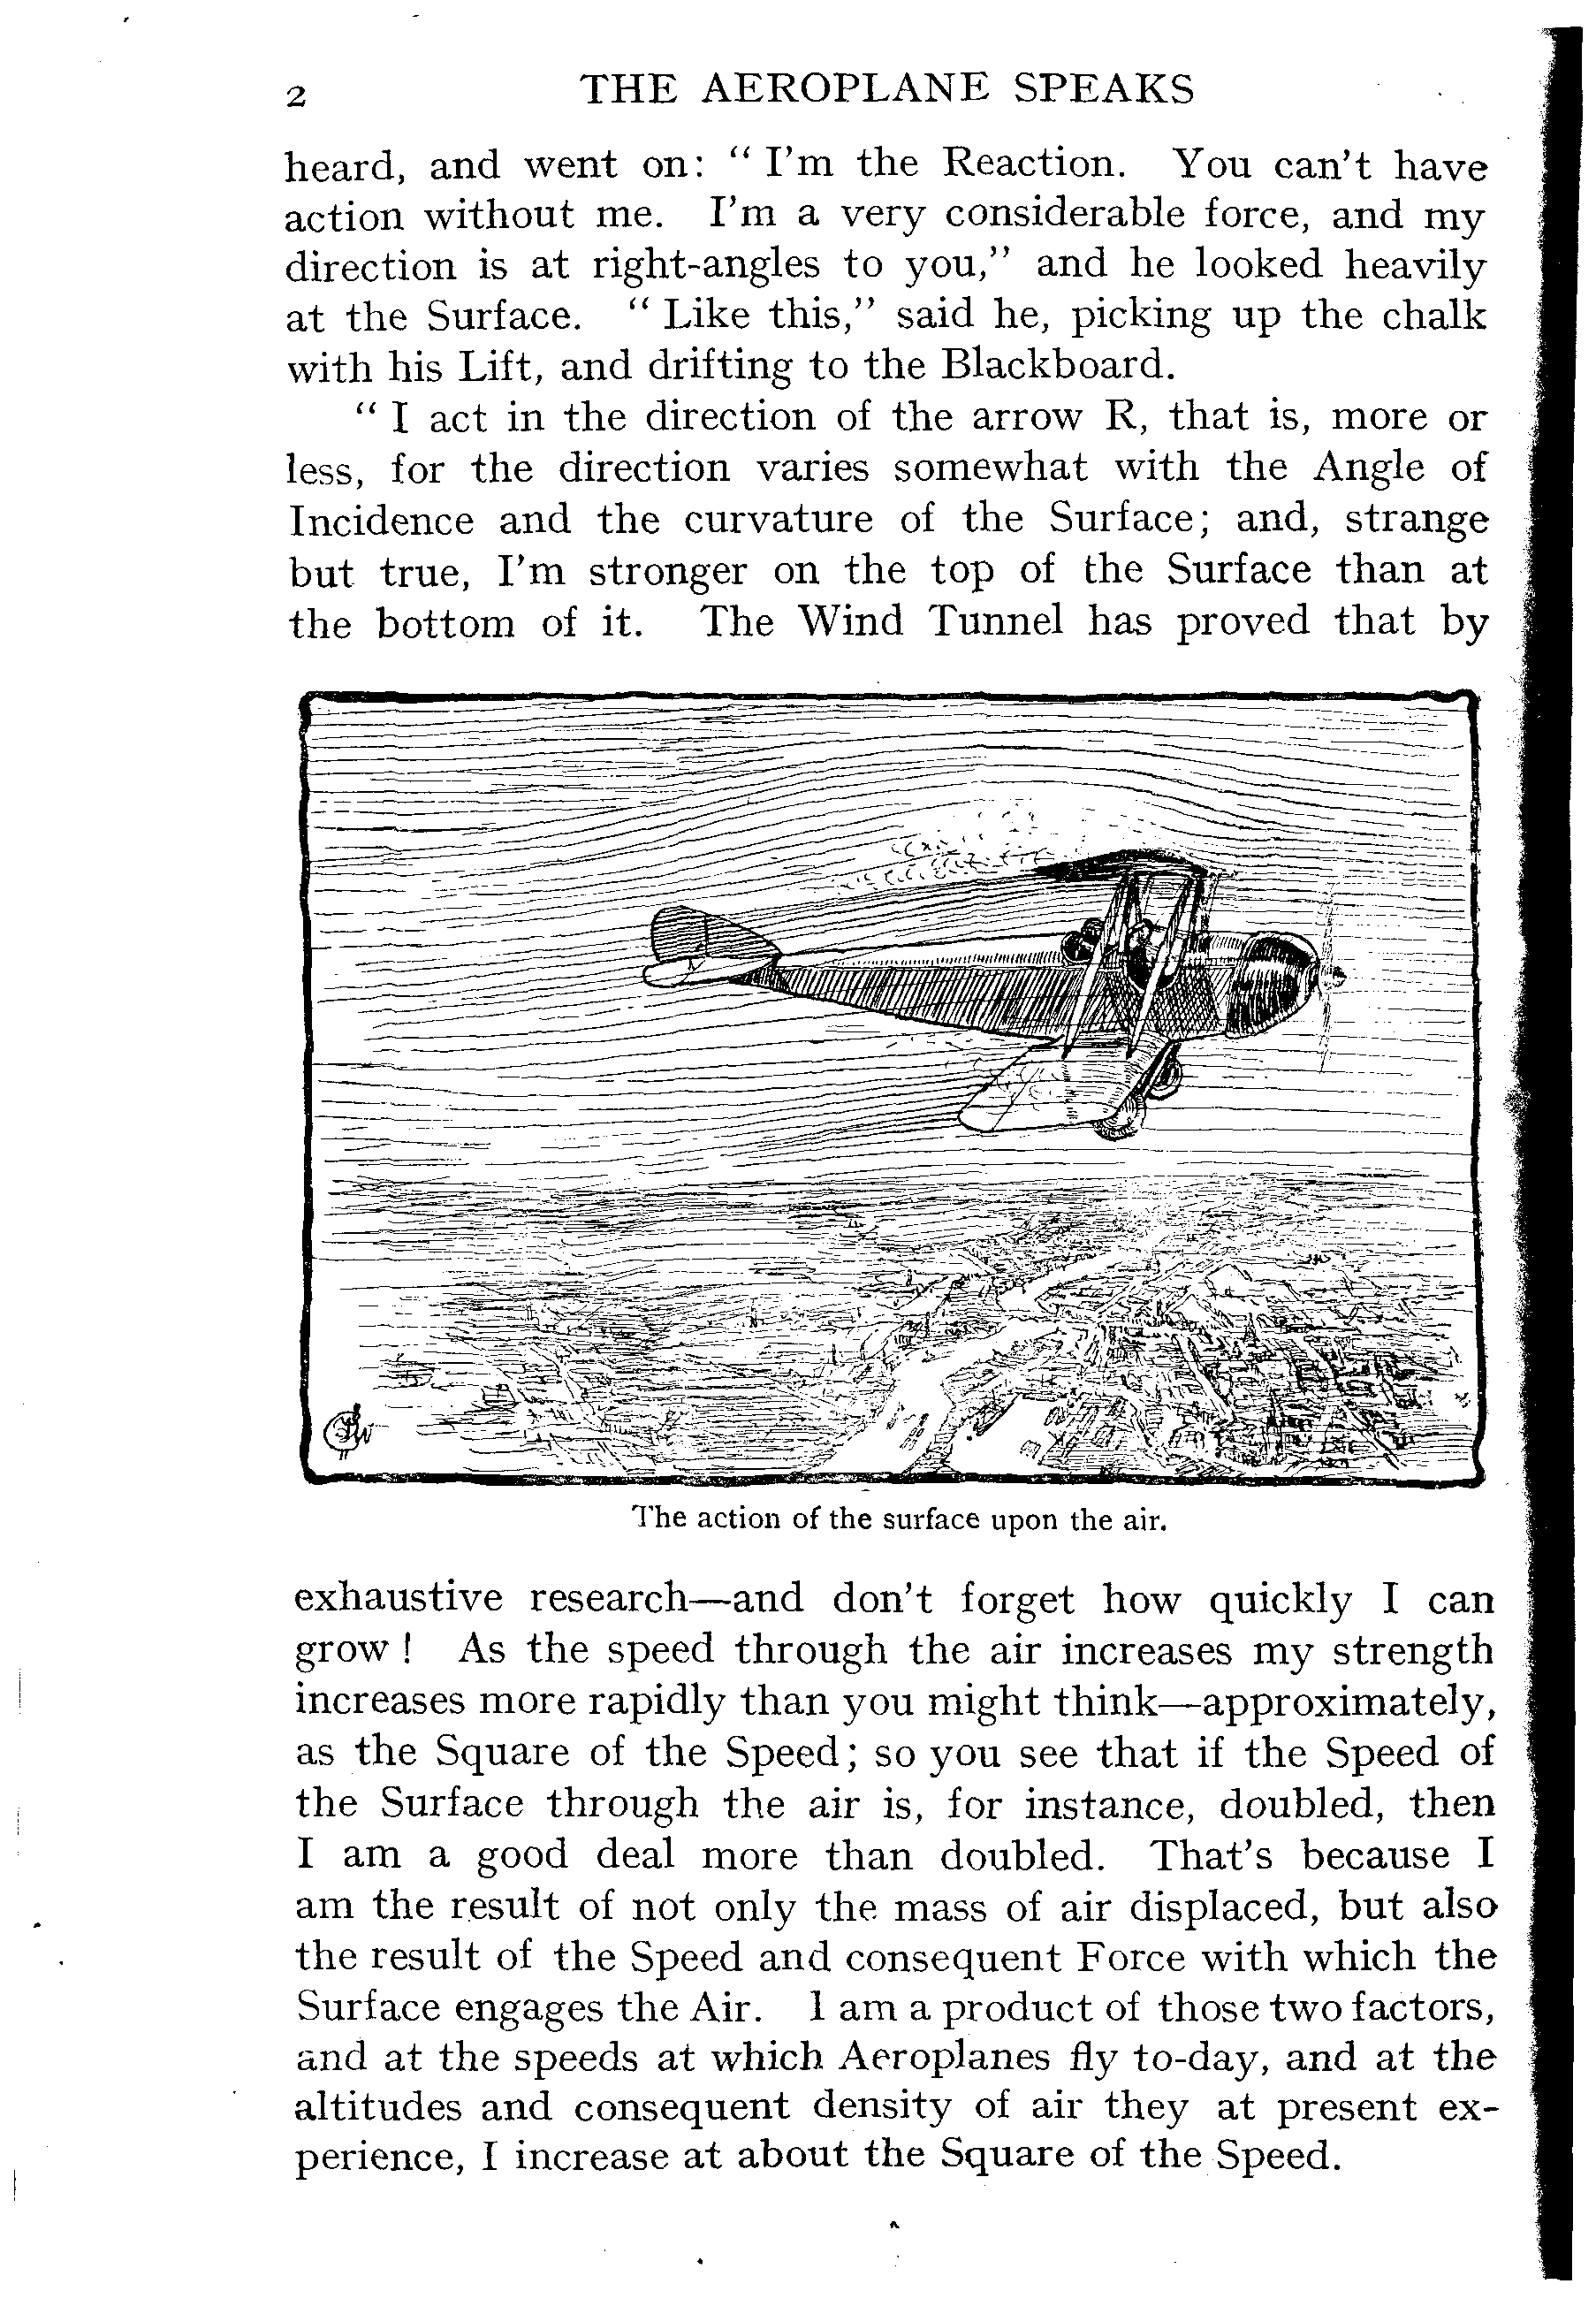 2 THE AEROPLANE SPEAKS
heard, and went on: “ I’m the Reaction. You can’t have
action without me. I’m a very considerable force, and my
direction is at right-angles to you,” and he looked heavily
at the Surface. “ Like this,” said he, picking up the chalk
with his Lift, and drifting to the Blackboard.
“ I act in the direction of the arrow R, that is, more or
less, for the direction varies somewhat with the Angle of
Incidence and the curvature of the Surface; and, strange
but true, I’m stronger on the top of the Surface than at
the bottom of it. The Wind Tunnel has proved that by
The action of the surface upon the air.
exhaustive research—and don’t forget how quickly I can
grow ! As the speed through the air increases my strength
increases more rapidly than you might think—approximately,
as the Square of the Speed; so you see that if the Speed of
the Surface through the air is, for instance, doubled, then
I am a good deal more than doubled. That’s because I
am the result of not only the mass of air displaced, but also
the result of the Speed and consequent Force with which the
Surface engages the Air. I am a product of those two factors,
and at the speeds at which Aeroplanes fly to-day, and at the
altitudes and consequent density of air they at present ex-
perience, I increase at about the Square of the Speed.